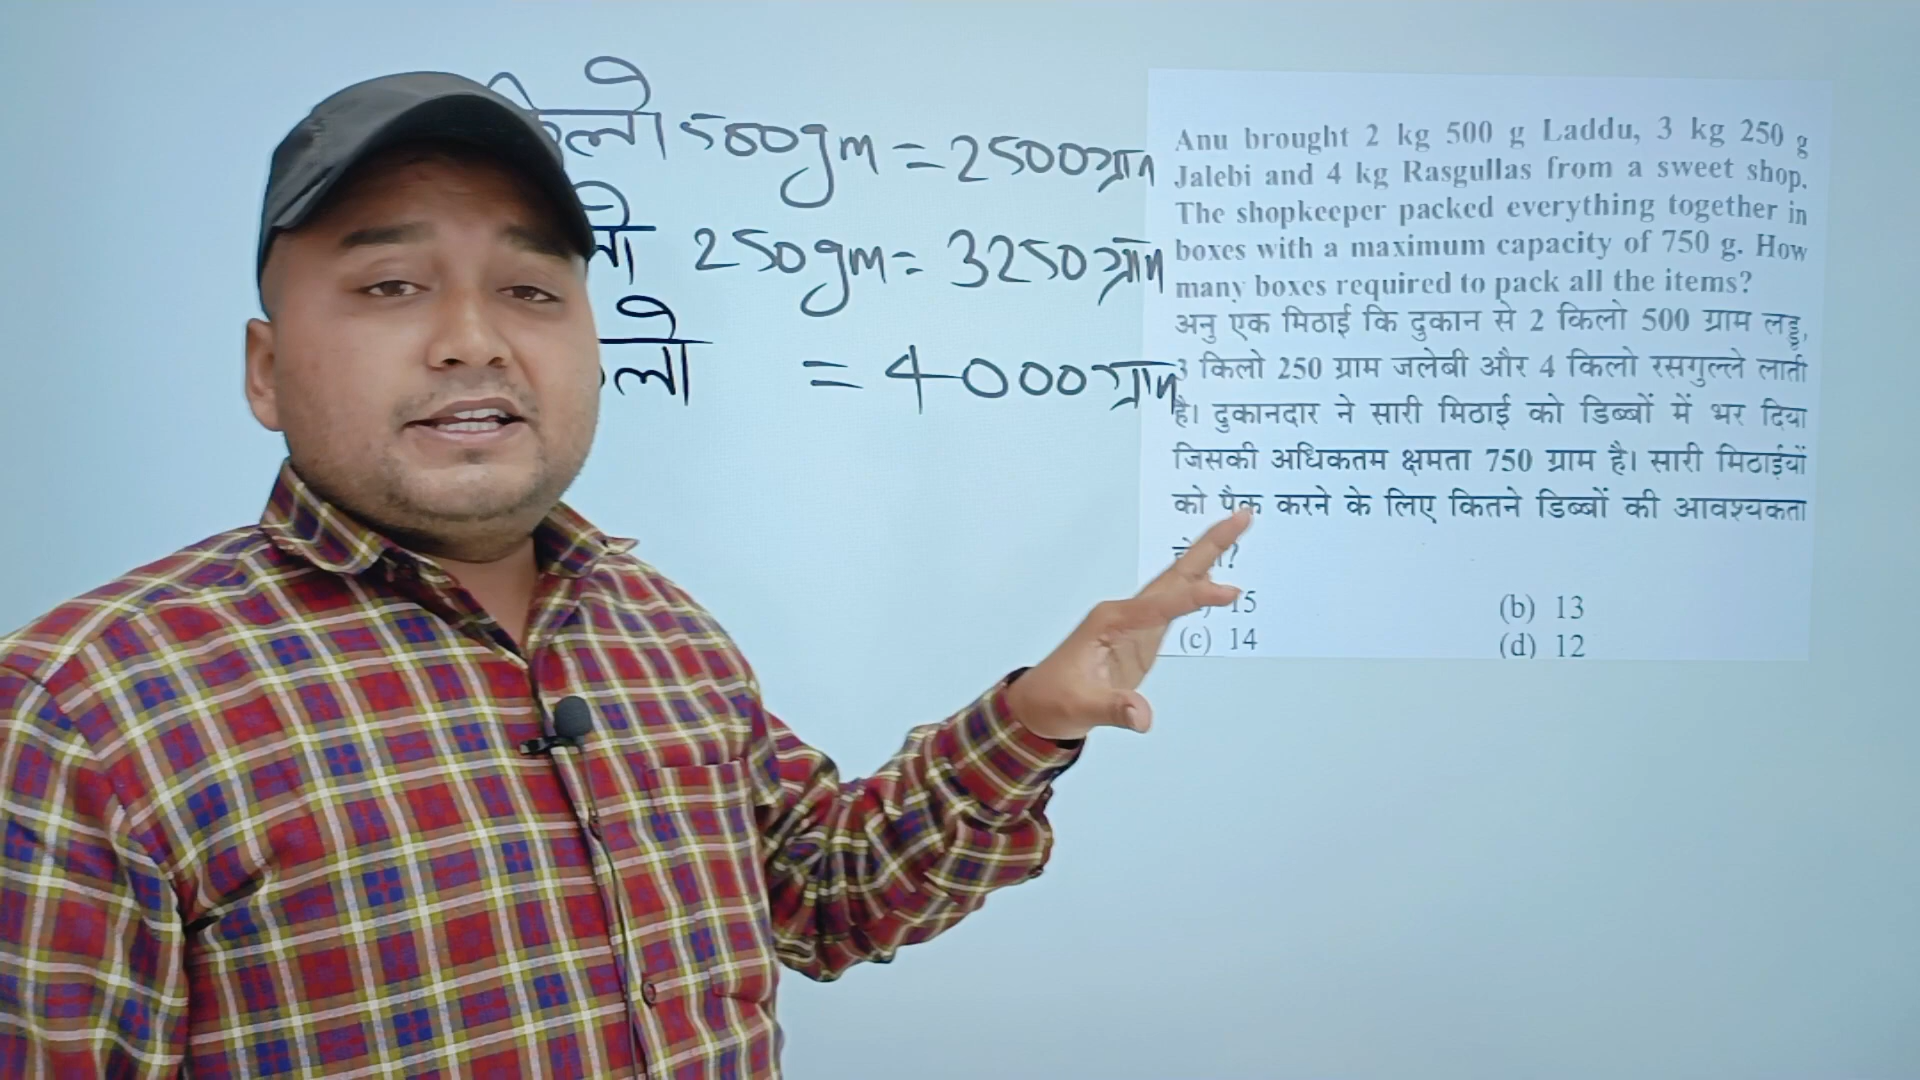 किलो 500gm = 2500ग्राम
250gm = 3250ग्राम
= 4000ग्राम
Anu brought 2 kg 500 g Laddu, 3 kg 250 g
Jalebi and 4 kg Rasgullas from a sweet shop.
The shopkeeper packed everything together in
boxes with a maximum capacity of 750 g. How
many boxes required to pack all the items?
अनु एक मिठाई कि दुकान से 2 किलो 500 ग्राम लड्डू,
3 किलो 250 ग्राम जलेबी और 4 किलो रसगुल्ले लाती
है। दुकानदार ने सारी मिठाई को डिब्बों में भर दिया
जिसकी अधिकतम क्षमता 750 ग्राम है। सारी मिठाईयों
को पैक करने के लिए कितने डिब्बों की आवश्यकता
15 (b) 13
(c) 14 (d) 12